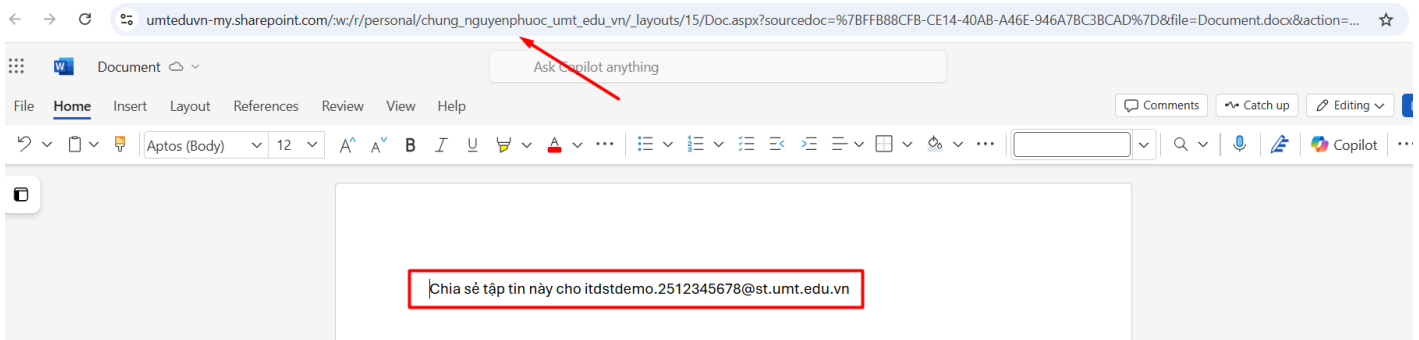 umteduvn-my.sharepoint.com/:w:/r/personal/chung_nguyenphuoc_umt_edu_vn/_layouts/15/Doc.aspx?sourcedoc=%7BFFB88CFB-CE14-40AB-A46E-946A7BC3BCAD%7D&file=Document.docx&action=...
W Document Ask Copilot anything
File Home Insert Layout References Review View Help Comments Catch up Editing
Aptos (Body) 12 A^ A˅ B I U A ... ... Copilot ...
Chia sẻ tập tin này cho itdstdemo.2512345678@st.umt.edu.vn